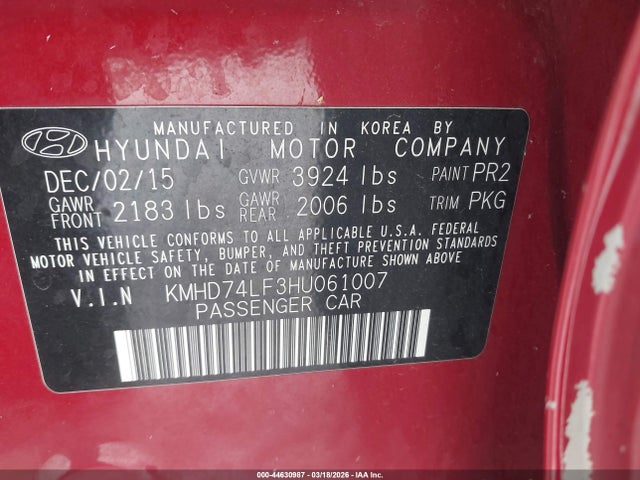 MANUFACTURED IN KOREA BY
HYUNDAI MOTOR COMPANY
DEC/02/15 GVWR 3924 lbs PAINT PR2
GAWR FRONT 2183 lbs GAWR REAR 2006 lbs TRIM PKG
THIS VEHICLE CONFORMS TO ALL APPLICABLE U.S.A. FEDERAL
MOTOR VEHICLE SAFETY, BUMPER, AND THEFT PREVENTION STANDARDS
IN EFFECT ON THE DATE OF MANUFACTURE SHOWN ABOVE
V.I.N KMHD74LF3HU061007
PASSENGER CAR
000-44630987 - 03/18/2026 - COPART, INC.